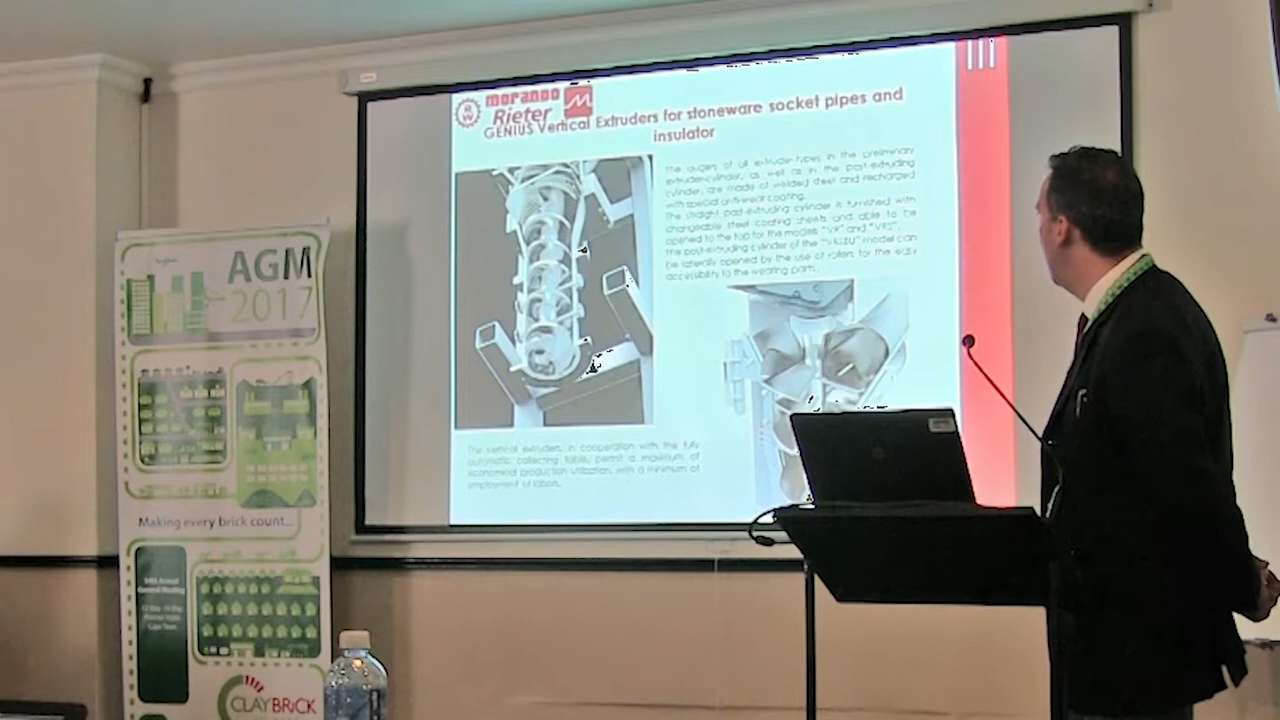 morando
Rieter
GENIUS Vertical Extruders for stoneware socket pipes and
insulator
The augers of all extruder-types in the preliminary
extruder-cylinder, as well as in the post-extruding
cylinder, are made of welded steel and recharged
with special anti-wear coating.
The straight post-extruding cylinder is furnished with
changeable steel coating sheets and able to be
opened to the top for the models
the post-extruding cylinder of the model can
be laterally opened by the use of rollers for the easy
accessibility to the wearing parts.
The vertical extruders, in cooperation with the fully
automatic collecting table, permit a maximum of
economical production utilization, with a minimum of
employment of labors.
AGM
2017
Making every brick count...
Annual
General Meeting
CLAYBRICK